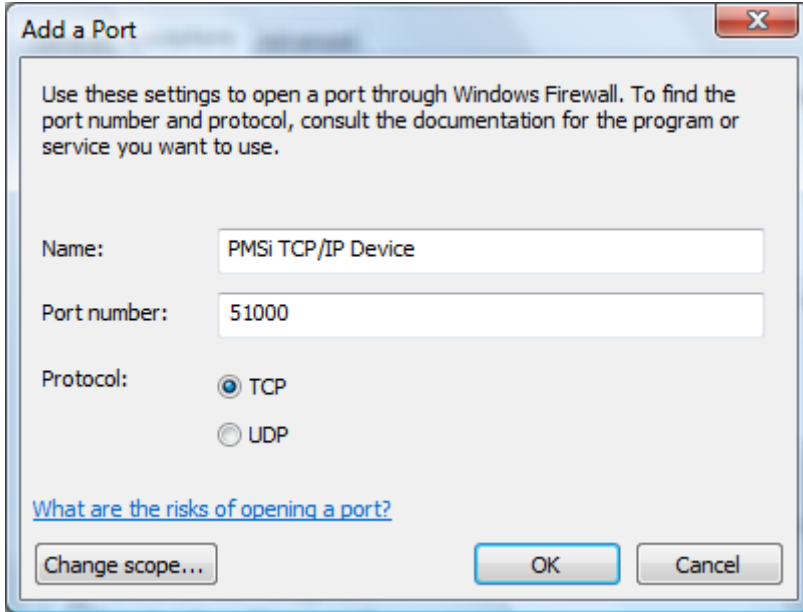 Add a Port
Use these settings to open a port through Windows Firewall. To find the
port number and protocol, consult the documentation for the program or
service you want to use.
Name: PMSi TCP/IP Device
Port number: 51000
Protocol: TCP
UDP
What are the risks of opening a port?
Change scope... OK Cancel